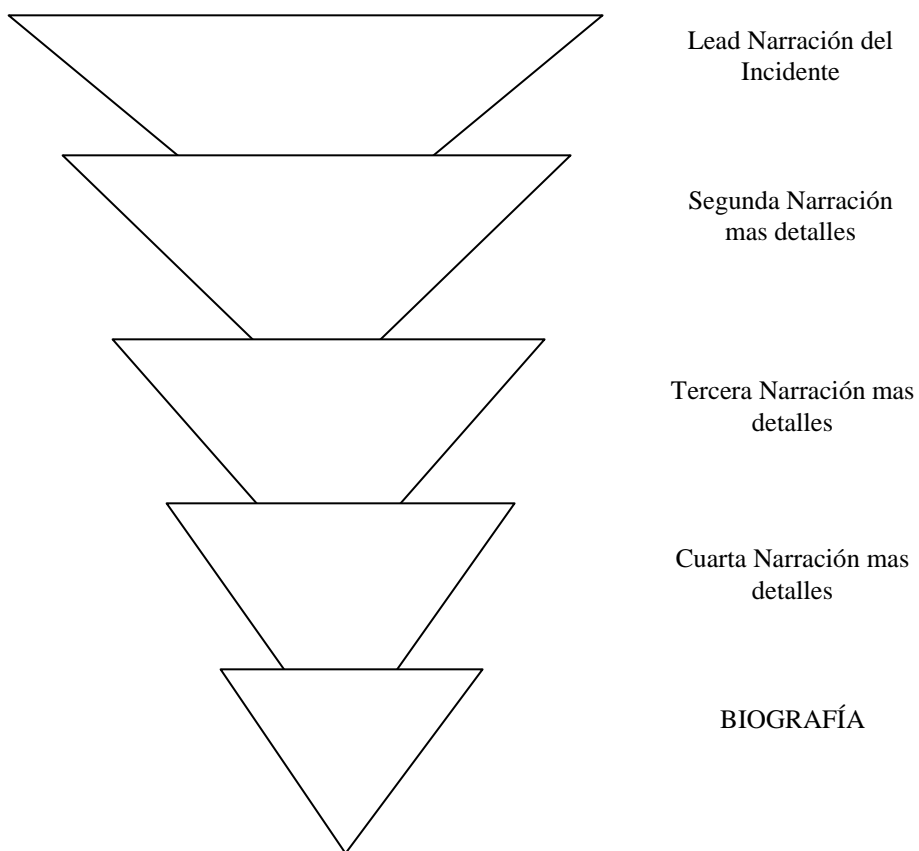 Lead Narración del
Incidente
Segunda Narración
mas detalles
Tercera Narración mas
detalles
Cuarta Narración mas
detalles
BIOGRAFÍA